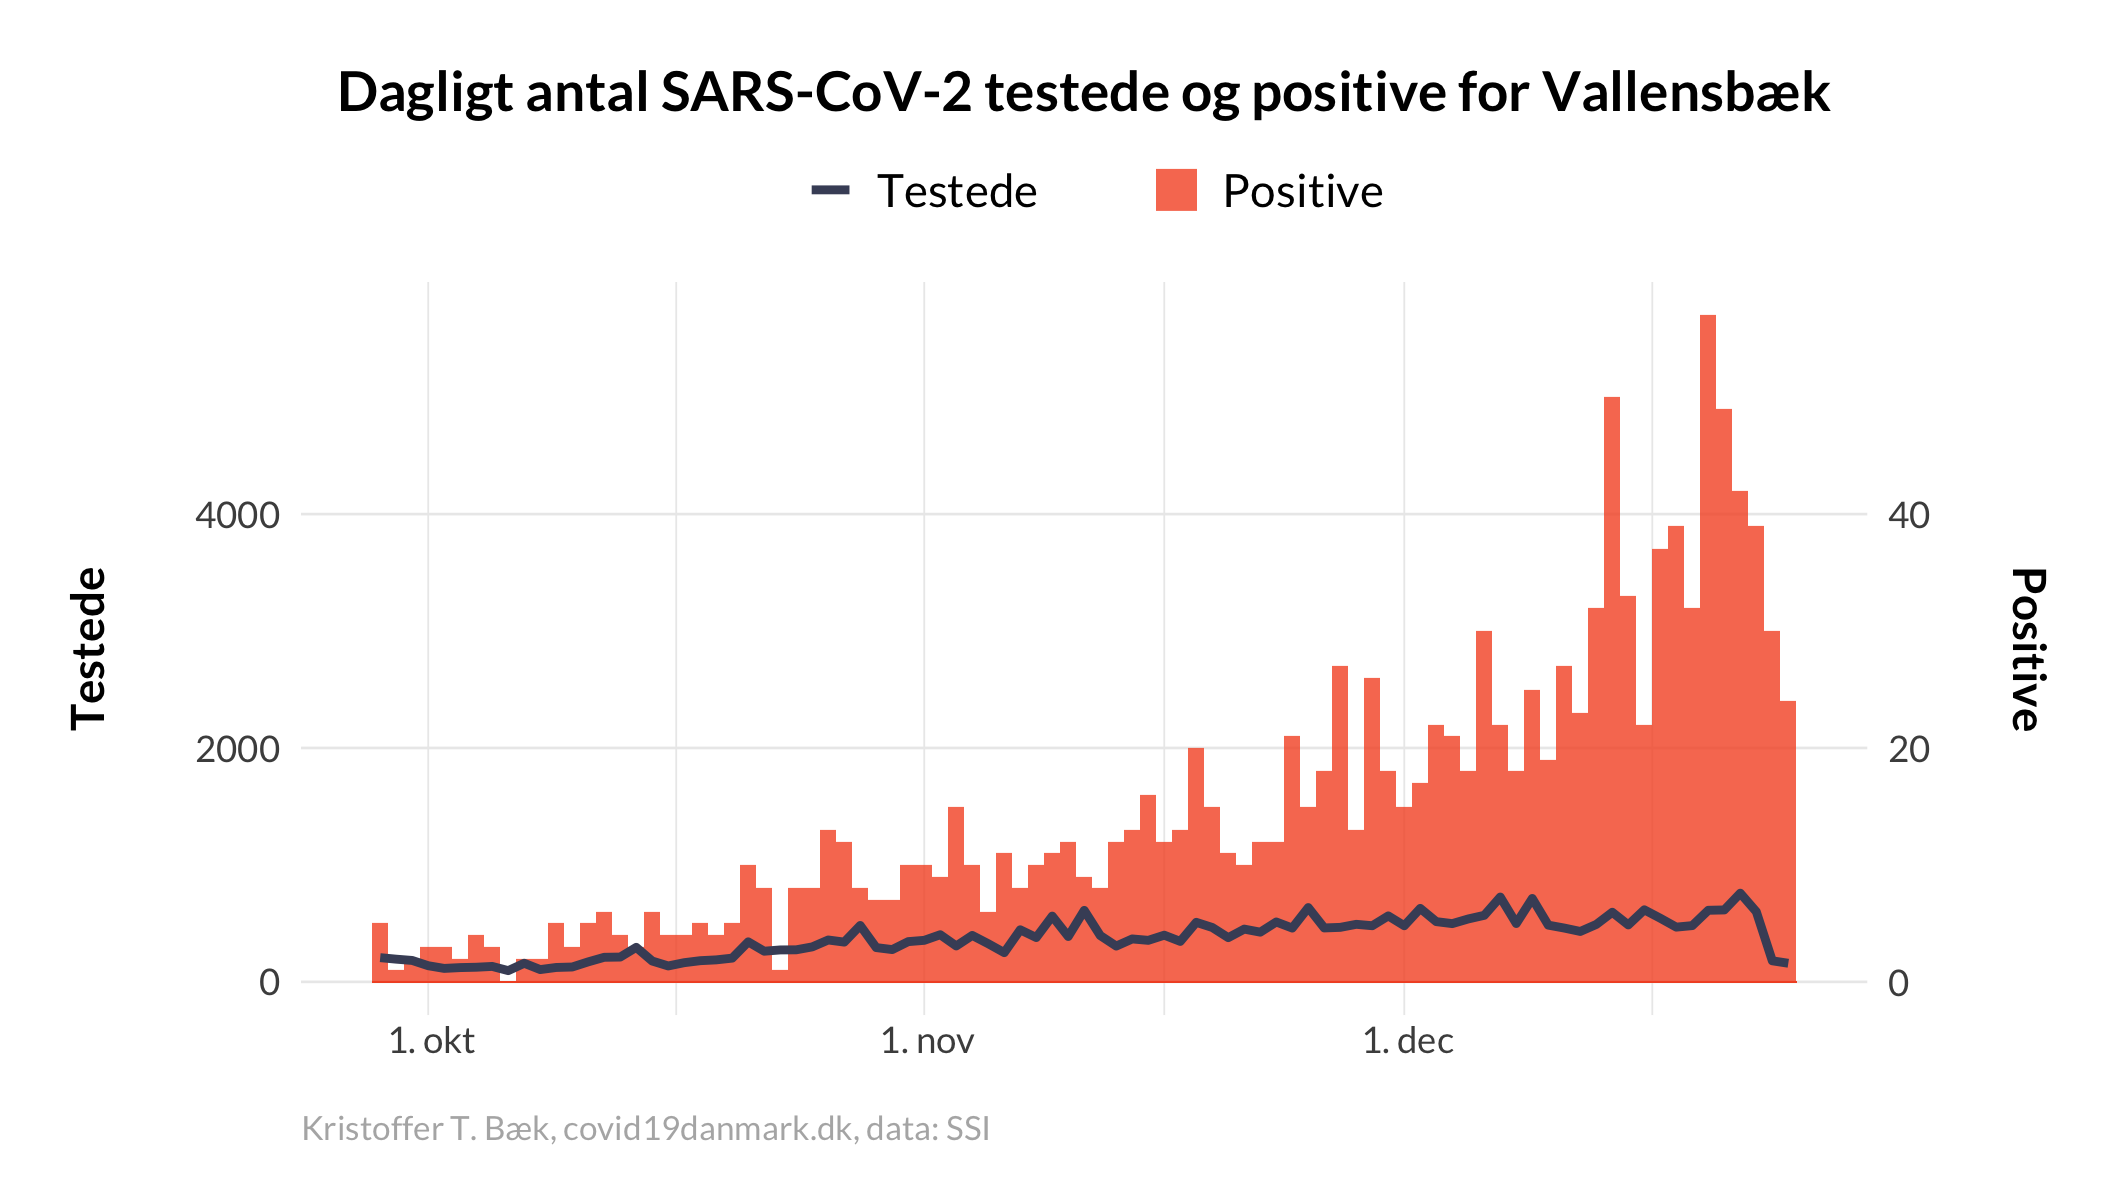 Dagligt antal SARS-CoV-2 testede og positive for Vallensbæk
Testede
Positive
4000
2000
0
Testede
40
20
0
Positive
1. okt
1. nov
1. dec
Kristoffer T. Bæk, covid19danmark.dk, data: SSI